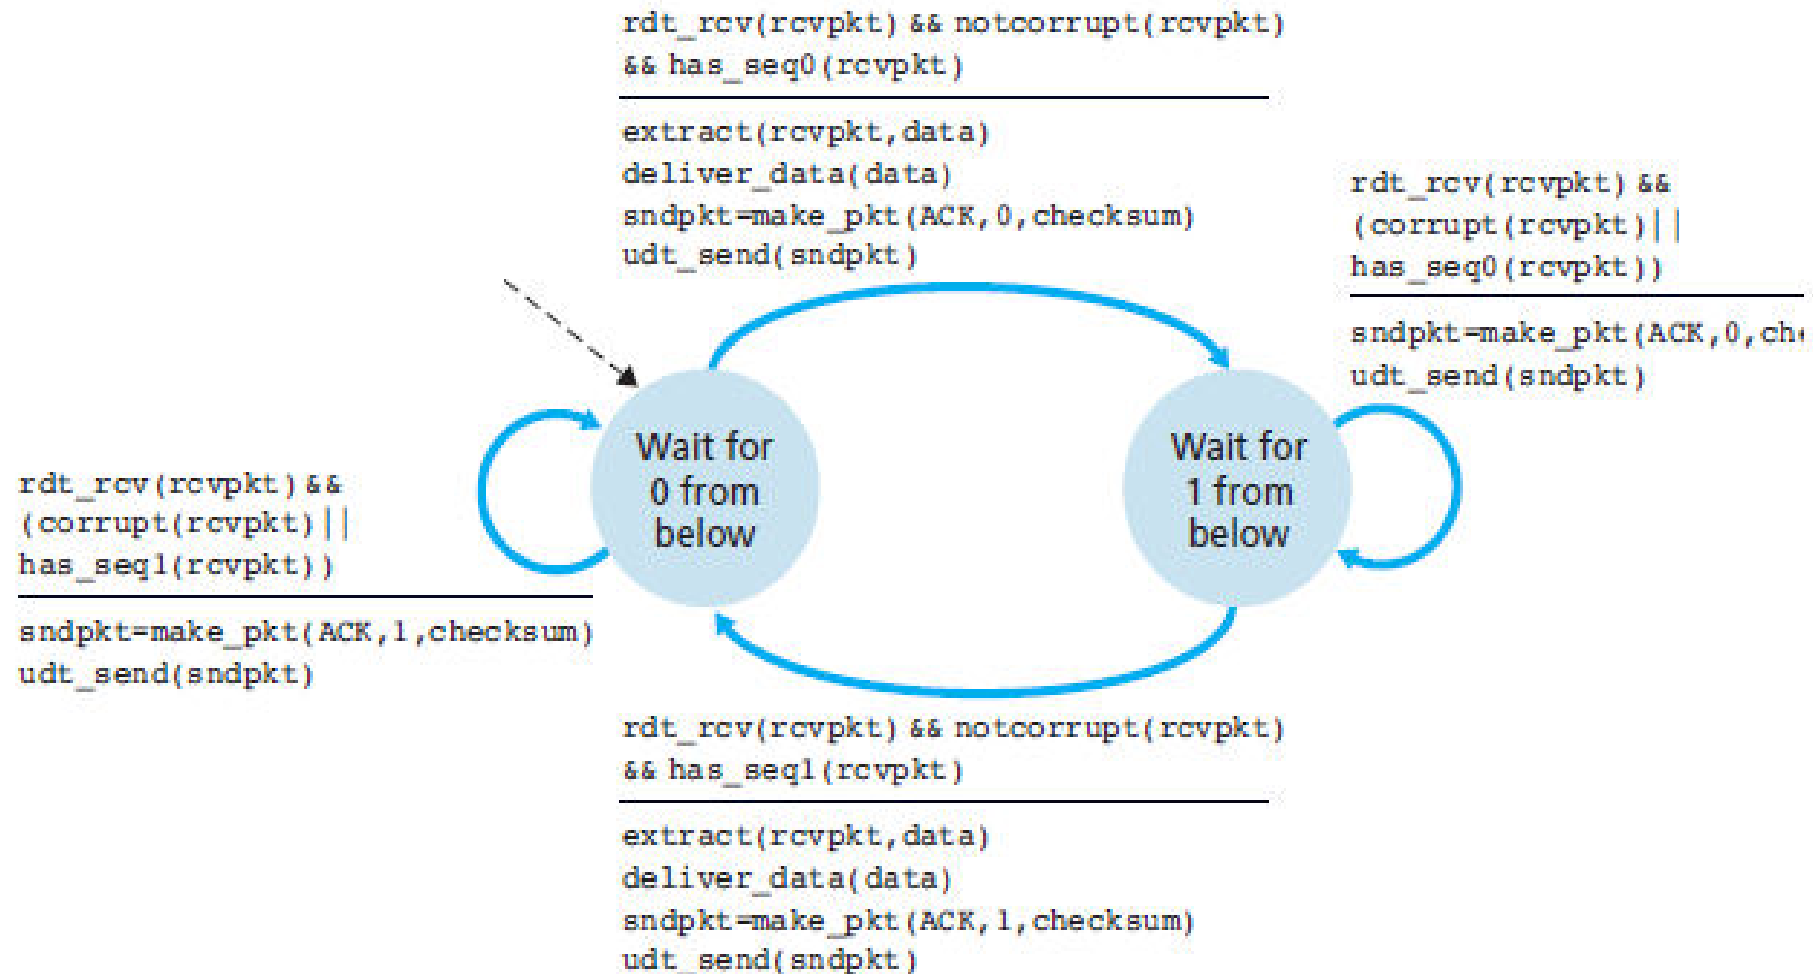 rdt_rcv(rcvpkt) && notcorrupt(rcvpkt)
&& has_seq0(rcvpkt)
extract(rcvpkt,data)
deliver_data(data)
sndpkt=make_pkt(ACK,0,checksum)
udt_send(sndpkt)
rdt_rcv(rcvpkt) &&
(corrupt(rcvpkt)||
has_seq0(rcvpkt))
sndpkt=make_pkt(ACK,0,che
udt_send(sndpkt)
Wait for
0 from
below
Wait for
1 from
below
rdt_rcv(rcvpkt) &&
(corrupt(rcvpkt)||
has_seq1(rcvpkt))
sndpkt=make_pkt(ACK,1,checksum)
udt_send(sndpkt)
rdt_rcv(rcvpkt) && notcorrupt(rcvpkt)
&& has_seq1(rcvpkt)
extract(rcvpkt,data)
deliver_data(data)
sndpkt=make_pkt(ACK,1,checksum)
udt_send(sndpkt)